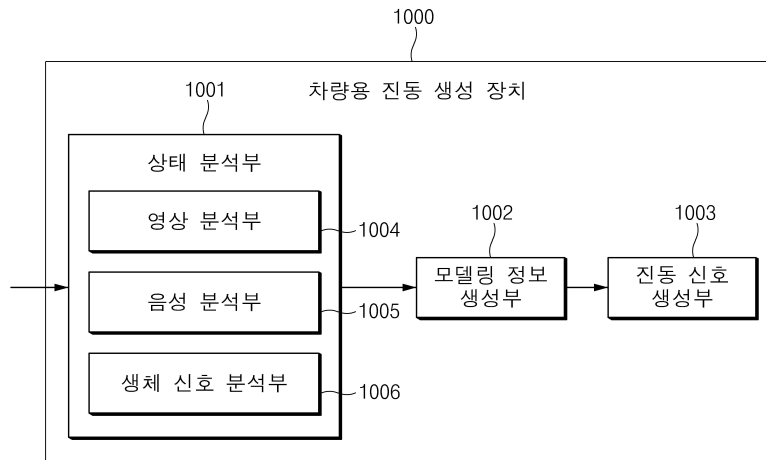 1000
차량용 진동 생성 장치
1001
상태 분석부
영상 분석부
1004
음성 분석부
1005
생체 신호 분석부
1006
1002
모델링 정보
생성부
1003
진동 신호
생성부